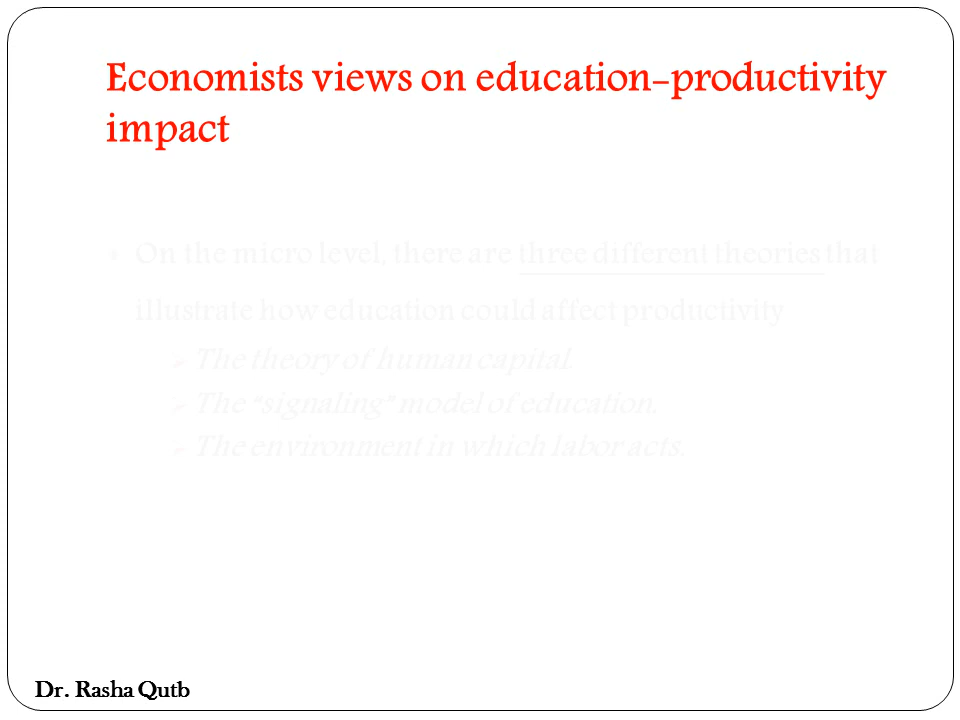 Economists views on education-productivity
impact
On the micro level, there are three different theories that
illustrate how education could affect productivity
The theory of human capital.
The "signaling" model of education.
The environment in which labor acts.
Dr. Rasha Qutb